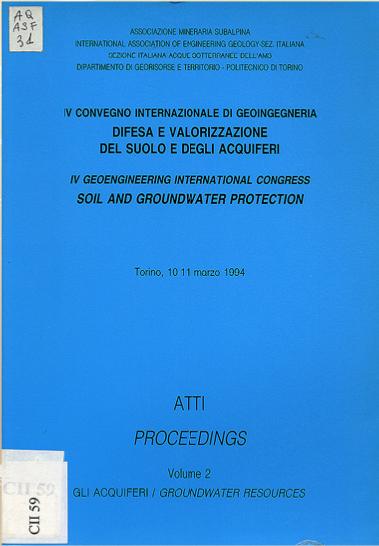 AQ
ASF
31
ASSOCIAZIONE MINERARIA SUBALPINA
INTERNATIONAL ASSOCIATION OF ENGINEERING GEOLOGY-SEZ. ITALIANA
SEZIONE ITALIANA ACQUE SOTTERRANEE DELL'AMG
DIPARTIMENTO DI GEORISORSE E TERRITORIO - POLITECNICO DI TORINO
IV CONVEGNO INTERNAZIONALE DI GEOINGEGNERIA
DIFESA E VALORIZZAZIONE
DEL SUOLO E DEGLI ACQUIFERI
IV GEOENGINEERING INTERNATIONAL CONGRESS
SOIL AND GROUNDWATER PROTECTION
Torino, 10 11 marzo 1994
ATTI
PROCEEDINGS
Volume 2
GLI ACQUIFERI / GROUNDWATER RESOURCES
CII 59
CII 59